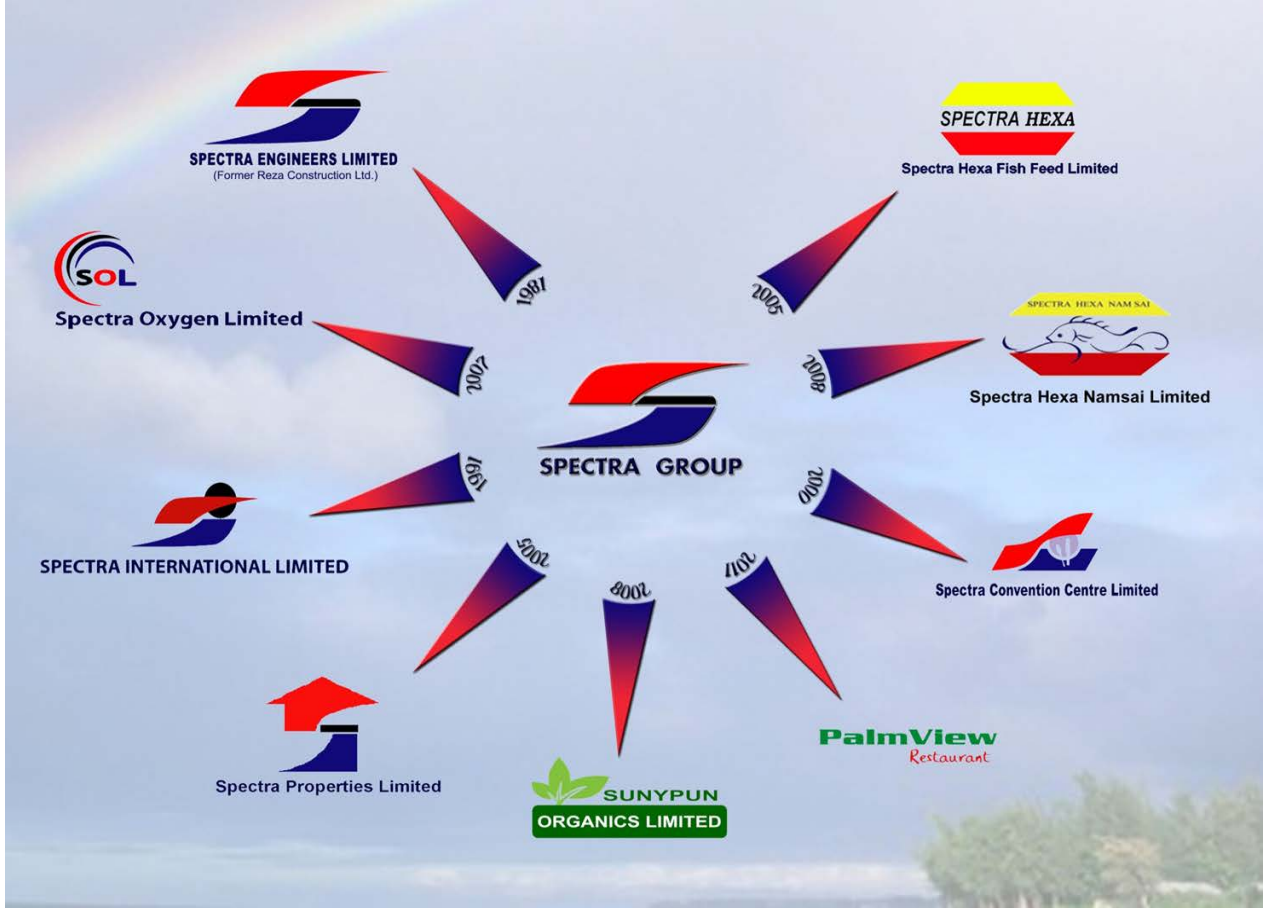 SPECTRA ENGINEERS LIMITED
(Former Reza Construction Ltd.)
1981
SPECTRA HEXA
Spectra Hexa Fish Feed Limited
2005
SOL
Spectra Oxygen Limited
2007
SPECTRA HEXA NAM SAI
Spectra Hexa Namsai Limited
2008
SPECTRA GROUP
SPECTRA INTERNATIONAL LIMITED
1991
Spectra Convention Centre Limited
2000
Spectra Properties Limited
2005
SUNYPUN
ORGANICS LIMITED
2008
PalmView
Restaurant
2011